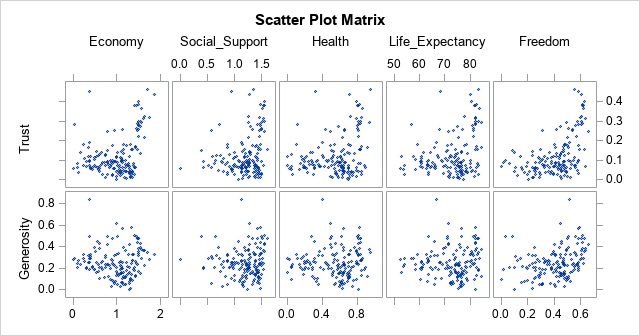 Scatter Plot Matrix
Economy Social_Support Health Life_Expectancy Freedom
0.0 0.5 1.0 1.5 50 60 70 80
Trust
0.4
0.3
0.2
0.1
0.0
Generosity
0.8
0.6
0.4
0.2
0.0
0 1 2 0.0 0.4 0.8 0.0 0.2 0.4 0.6